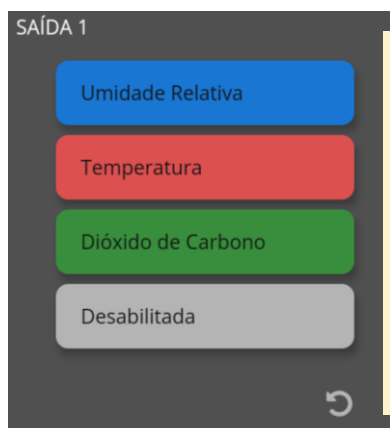 SAÍDA 1
Umidade Relativa
Temperatura
Dióxido de Carbono
Desabilitada